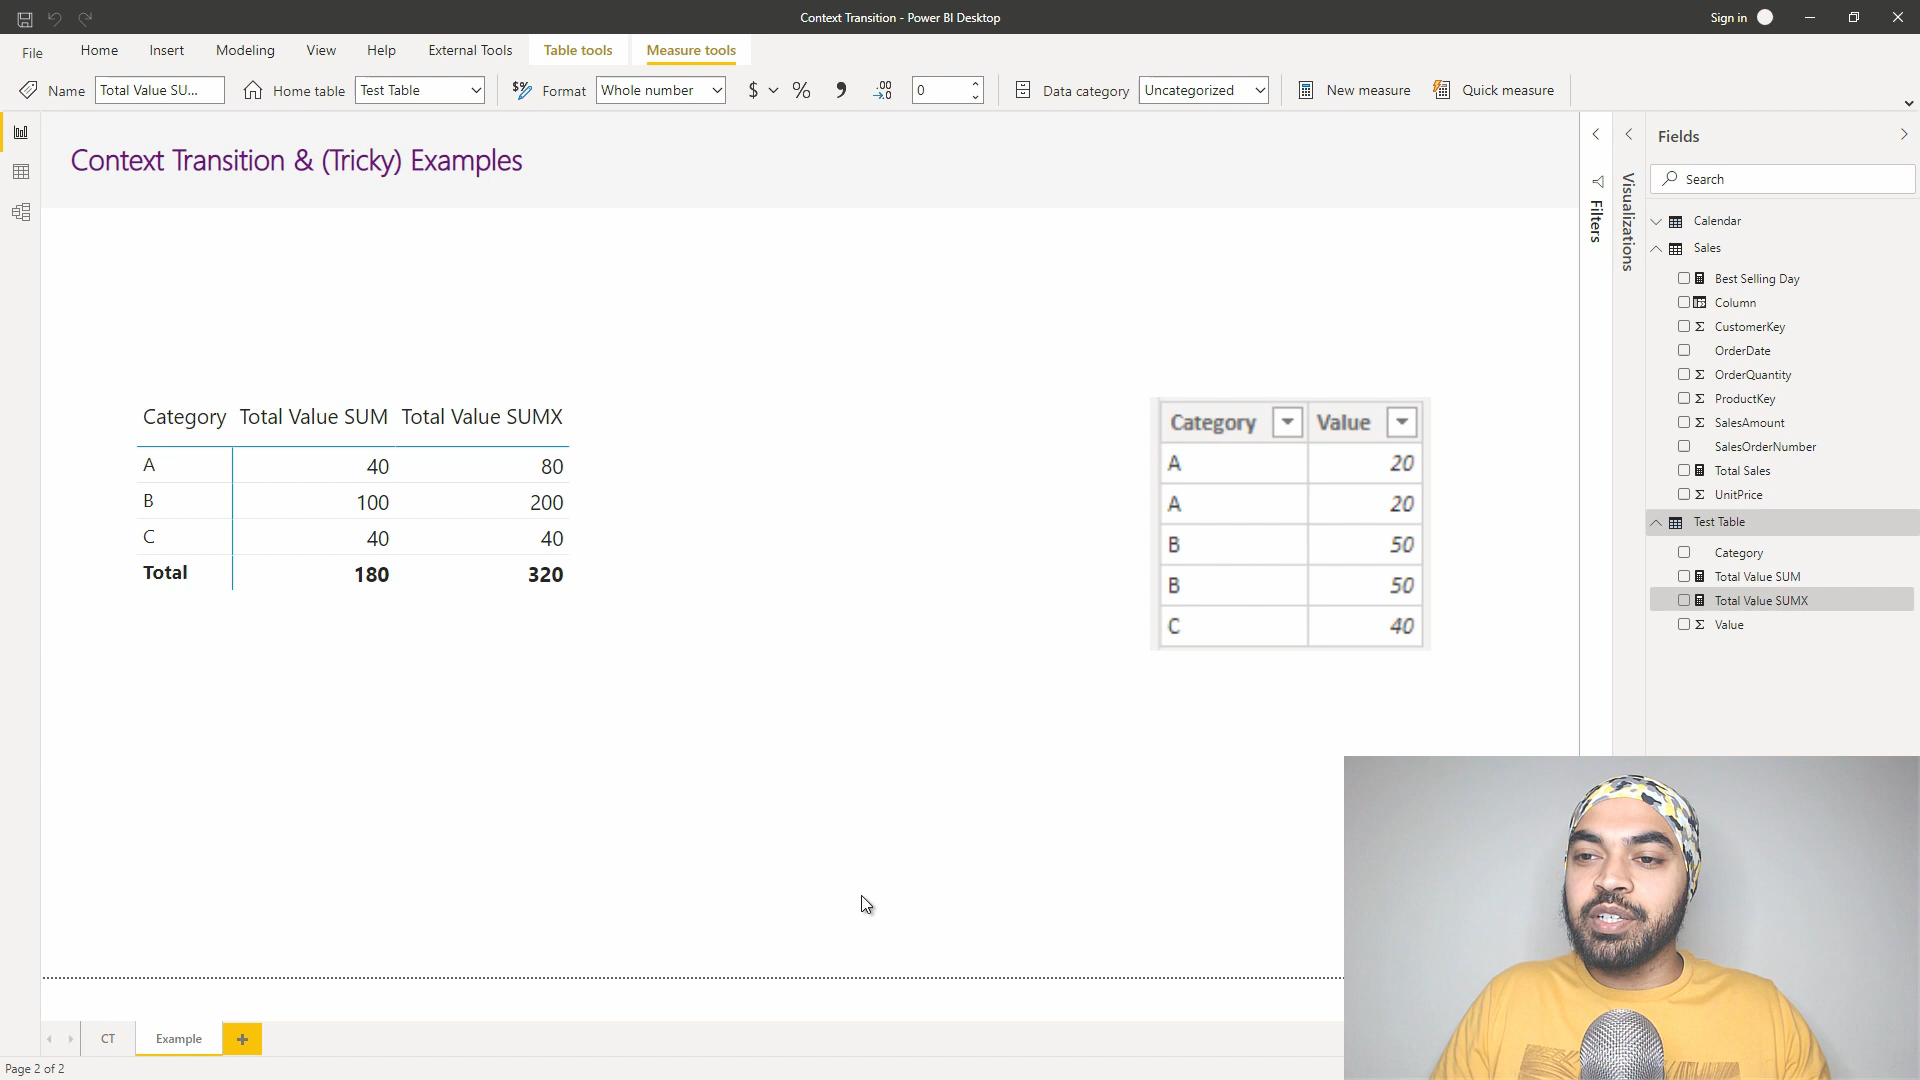 Context Transition - Power BI Desktop
Sign in
File
Home
Insert
Modeling
View
Help
External Tools
Table tools
Measure tools
Name
Total Value SU...
Home table
Test Table
Format
Whole number
$
%
,
.00
→.0
0
Data category
Uncategorized
New measure
Quick measure
Context Transition & (Tricky) Examples
Category Total Value SUM Total Value SUMX
A 40 80
B 100 200
C 40 40
Total 180 320
Category Value
A 20
A 20
B 50
B 50
C 40
Filters
Visualizations
Fields
Search
Calendar
Sales
Best Selling Day
Column
Σ CustomerKey
OrderDate
Σ OrderQuantity
Σ ProductKey
Σ SalesAmount
SalesOrderNumber
Total Sales
Σ UnitPrice
Test Table
Category
Total Value SUM
Total Value SUMX
Σ Value
CT
Example
+
Page 2 of 2